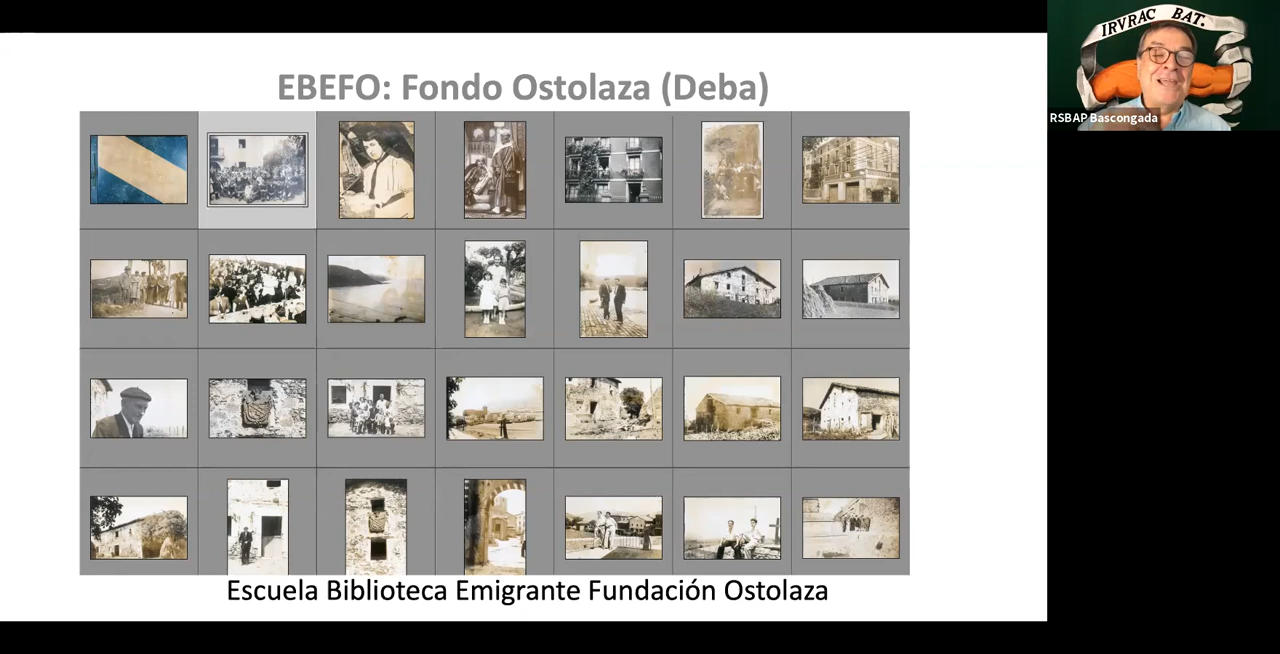 EBEFO: Fondo Ostolaza (Deba)
Escuela Biblioteca Emigrante Fundación Ostolaza
IRVRAC BAT.
RSBAP Bascongada